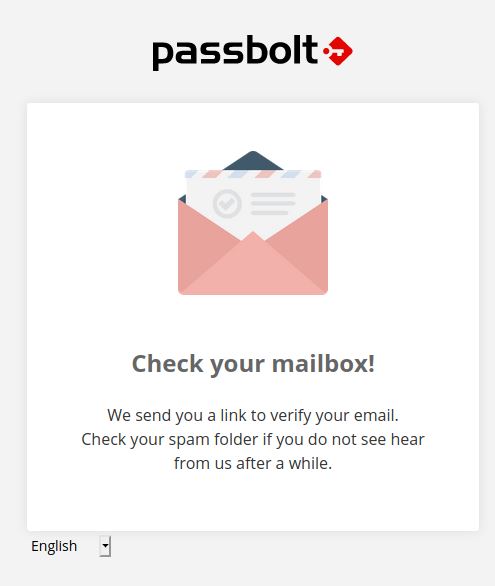 passbolt
Check your mailbox!
We send you a link to verify your email.
Check your spam folder if you do not see hear
from us after a while.
English